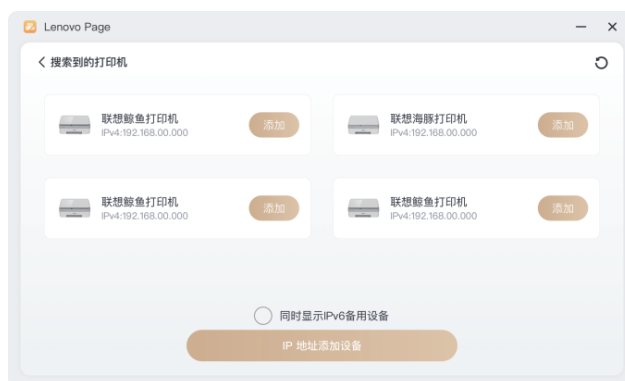 Lenovo Page
搜索到的打印机
联想鲸鱼打印机
IPv4:192.168.00.000
添加
联想海豚打印机
IPv4:192.168.00.000
添加
联想鲸鱼打印机
IPv4:192.168.00.000
添加
联想鲸鱼打印机
IPv4:192.168.00.000
添加
同时显示IPv6备用设备
IP 地址添加设备